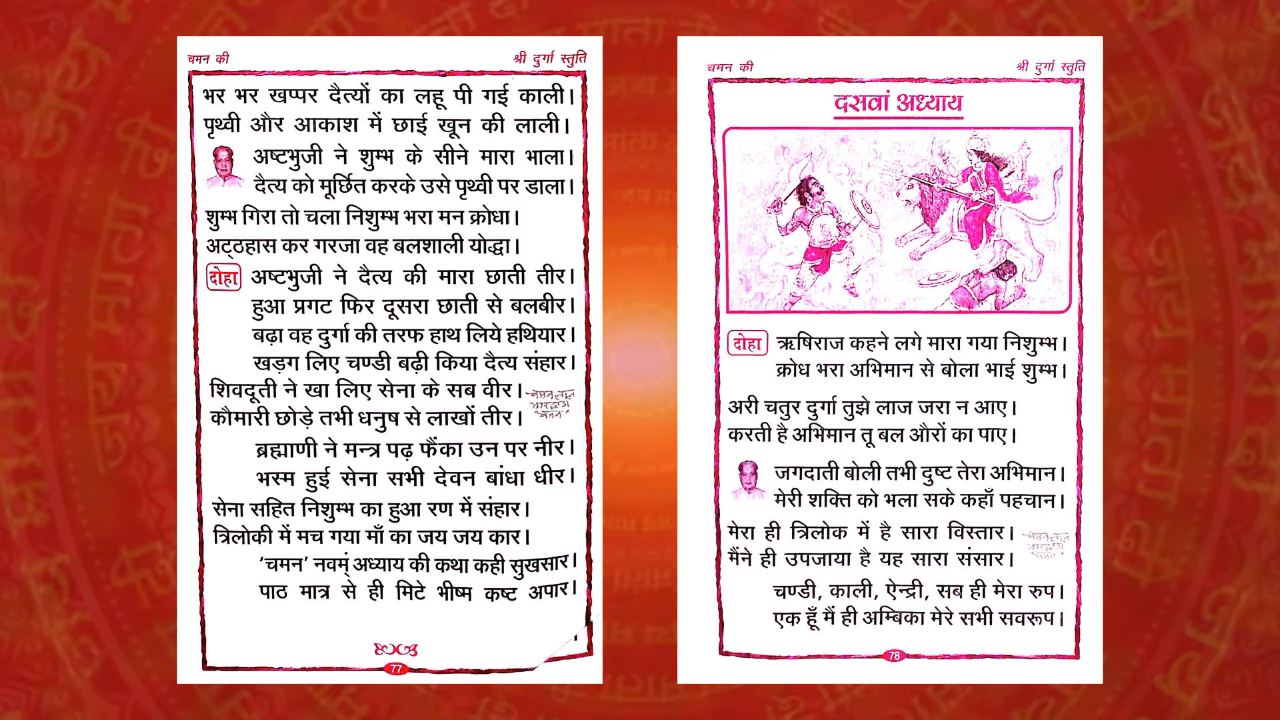 चमन की
श्री दुर्गा स्तुति
भर भर खप्पर दैत्यों का लहू पी गई काली।
पृथ्वी और आकाश में छाई खून की लाली।
अष्टभुजी ने शुम्भ के सीने मारा भाला।
दैत्य को मूर्छित करके उसे पृथ्वी पर डाला।
शुम्भ गिरा तो चला निशुम्भ भरा मन क्रोधा।
अट्ठहास कर गरजा वह बलशाली योद्धा।
दोहा अष्टभुजी ने दैत्य की मारा छाती तीर।
हुआ प्रगट फिर दूसरा छाती से बलबीर।
बढ़ा वह दुर्गा की तरफ हाथ लिये हथियार।
खड़ग लिए चण्डी बढ़ी किया दैत्य संहार।
शिवदूती ने खा लिए सेना के सब वीर।
कौमारी छोड़े तभी धनुष से लाखों तीर।
ब्रह्माणी ने मन्त्र पढ़ फैंका उन पर नीर।
भस्म हुई सेना सभी देवन बांधा धीर।
सेना सहित निशुम्भ का हुआ रण में संहार।
त्रिलोकी में मच गया माँ का जय जय कार।
'चमन' नवम् अध्याय की कथा कही सुखसार।
पाठ मात्र से ही मिटे भीष्म कष्ट अपार।
77
चमन की
श्री दुर्गा स्तुति
दसवां अध्याय
दोहा ऋषिराज कहने लगे मारा गया निशुम्भ।
क्रोध भरा अभिमान से बोला भाई शुम्भ।
अरी चतुर दुर्गा तुझे लाज जरा न आए।
करती है अभिमान तू बल औरों का पाए।
जगदाती बोली तभी दुष्ट तेरा अभिमान।
मेरी शक्ति को भला सके कहाँ पहचान।
मेरा ही त्रिलोक में है सारा विस्तार।
मैंने ही उपजाया है यह सारा संसार।
चण्डी, काली, ऐन्द्री, सब ही मेरा रुप।
एक हूँ मैं ही अम्बिका मेरे सभी सवरूप।
78